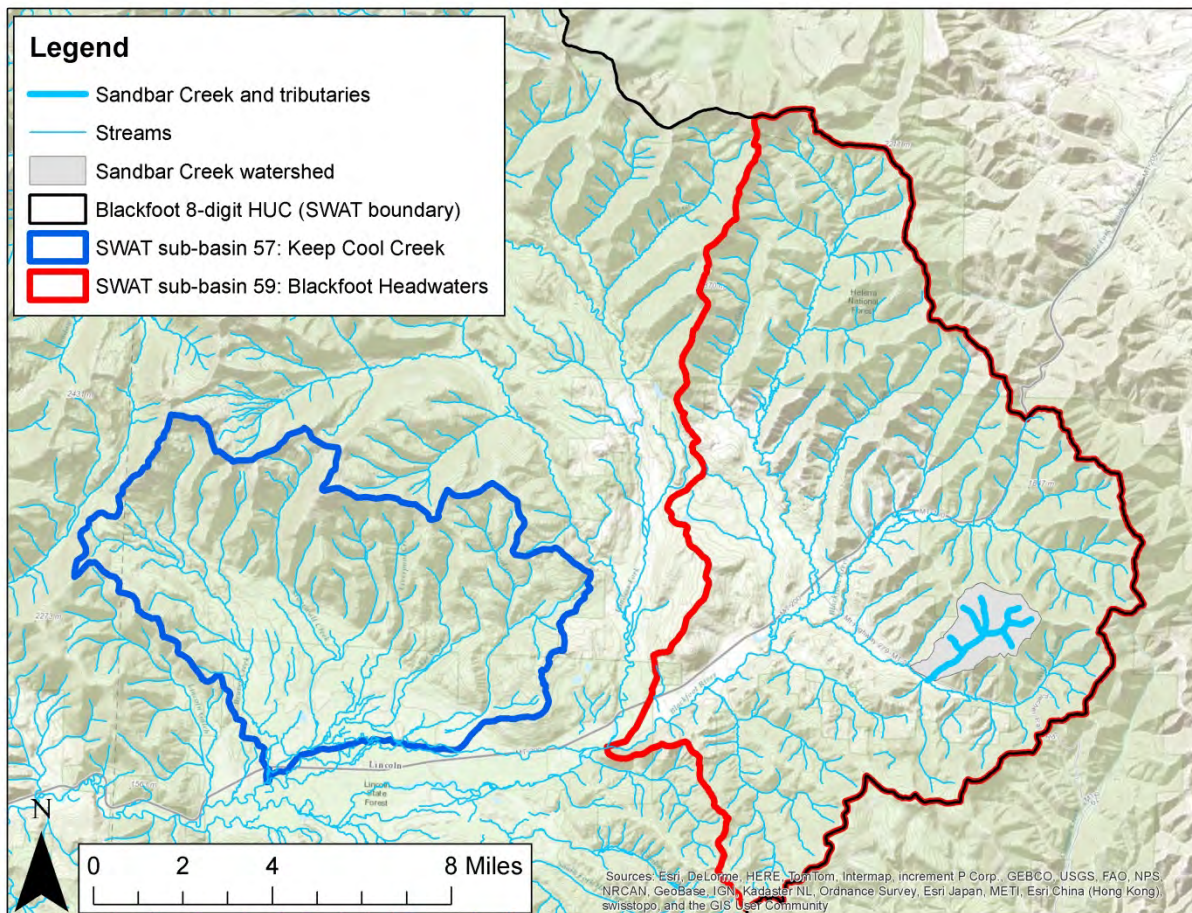 Legend
Sandbar Creek and tributaries
Streams
Sandbar Creek watershed
Blackfoot 8-digit HUC (SWAT boundary)
SWAT sub-basin 57: Keep Cool Creek
SWAT sub-basin 59: Blackfoot Headwaters
Helena
National
Forest
Blackfoot River
Lincoln
Lincoln
State
Forest
N
0 2 4 8 Miles
Sources: Esri, DeLorme, HERE, TomTom, Intermap, increment P Corp., GEBCO, USGS, FAO, NPS,
NRCAN, GeoBase, IGN, Kadaster NL, Ordnance Survey, Esri Japan, METI, Esri China (Hong Kong)
swisstopo, and the GIS User Community